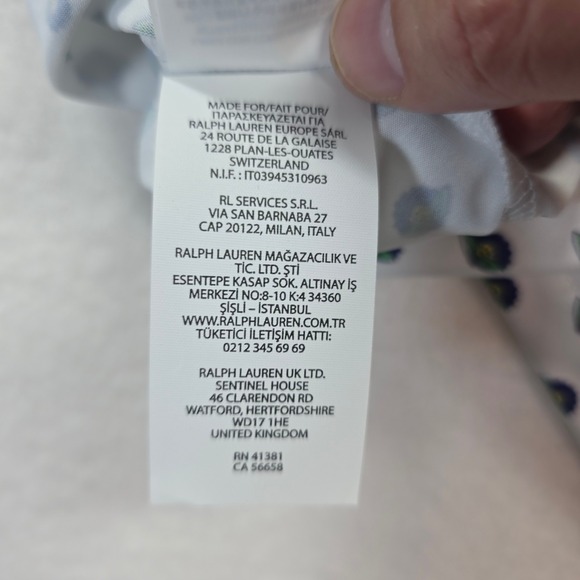 MADE FOR/FAIT POUR/
ΠΑΡΑΣΚΕΥΑΖΕΤΑΙ ΓΙΑ
RALPH LAUREN EUROPE SÀRL
24 ROUTE DE LA GALAISE
1228 PLAN-LES-OUATES
SWITZERLAND
N.I.F. : IT03945310963
RL SERVICES S.R.L.
VIA SAN BARNABA 27
CAP 20122, MILAN, ITALY
RALPH LAUREN MAĞAZACILIK VE
TİC. LTD. ŞTİ
ESENTEPE KASAP SOK. ALTINAY İŞ
MERKEZİ NO:8-10 K:4 34360
ŞİŞLİ – İSTANBUL
WWW.RALPHLAUREN.COM.TR
TÜKETİCİ İLETİŞİM HATTI:
0212 345 69 69
RALPH LAUREN UK LTD.
SENTINEL HOUSE
46 CLARENDON RD
WATFORD, HERTFORDSHIRE
WD17 1HE
UNITED KINGDOM
RN 41381
CA 56658